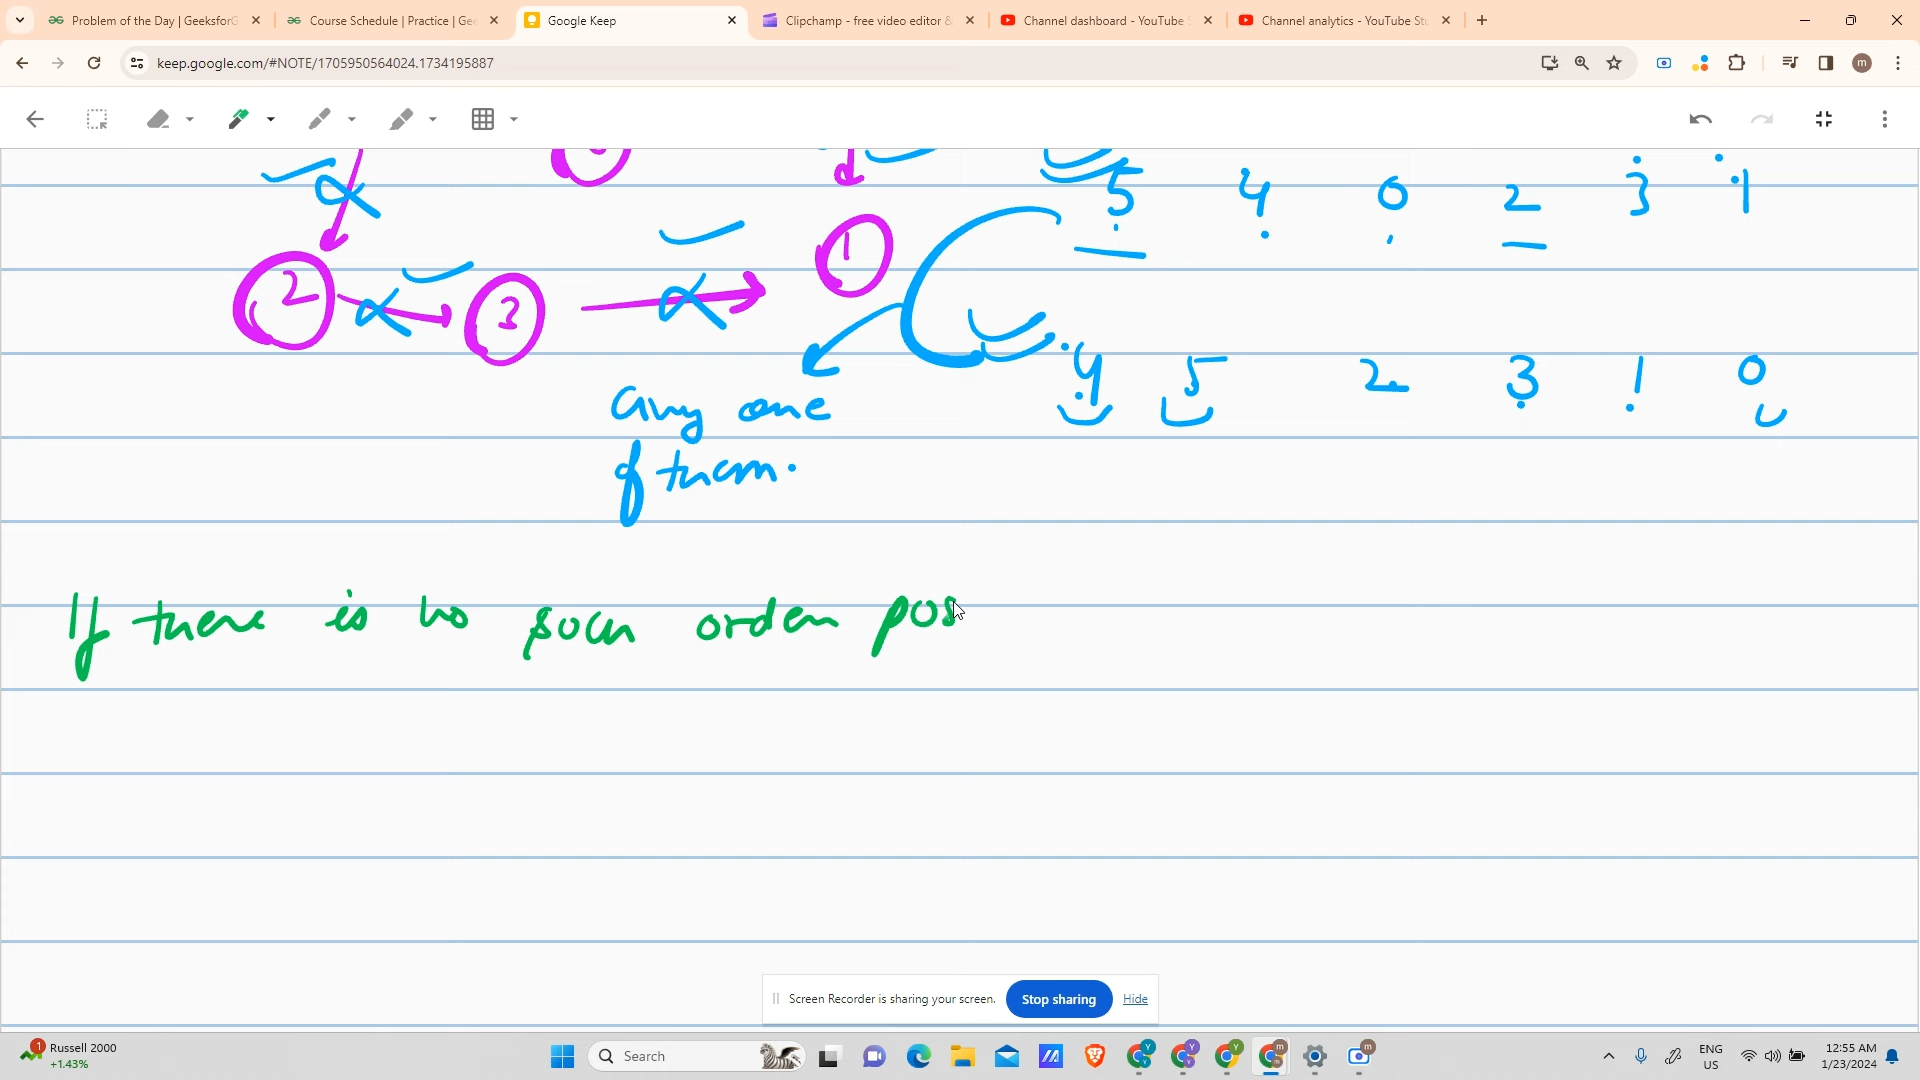 Problem of the Day | GeeksforG
Course Schedule | Practice | Gee
Google Keep
Clipchamp - free video editor &
Channel dashboard - YouTube S
Channel analytics - YouTube Stu
keep.google.com/#NOTE/1705950564024.1734195887
m
5 4 0 2 3 1
2 3 1
4 5 2 3 1 0
any one
of them.
If there is no such order pos
Screen Recorder is sharing your screen.
Stop sharing
Hide
1
Russell 2000
+1.43%
Search
ENG
US
12:55 AM
1/23/2024